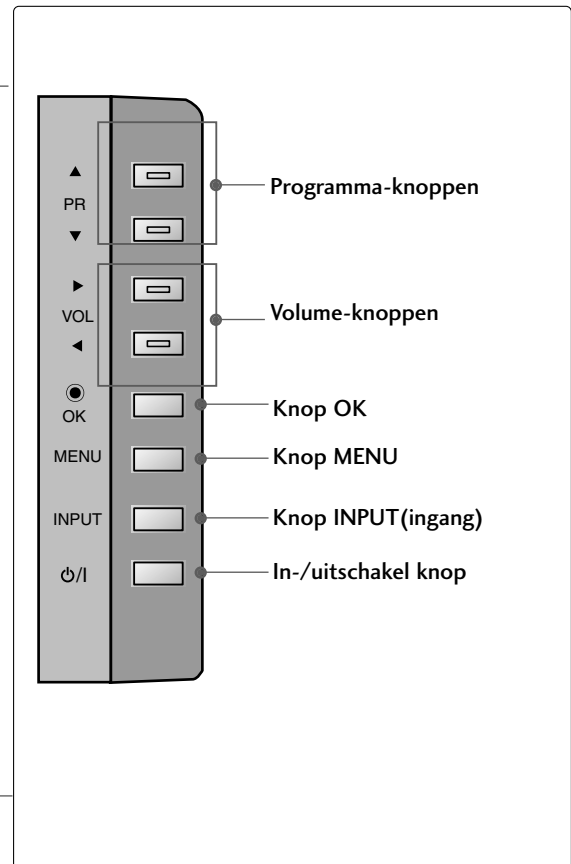 ▲
PR
▼
Programma-knoppen
▶
VOL
◀
Volume-knoppen
OK
Knop OK
MENU
Knop MENU
INPUT
Knop INPUT(ingang)
⏻/I
In-/uitschakel knop